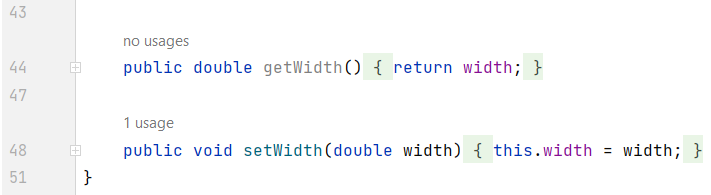 43
no usages
44 public double getWidth() { return width; }
47
1 usage
48 public void setWidth(double width) { this.width = width; }
51 }